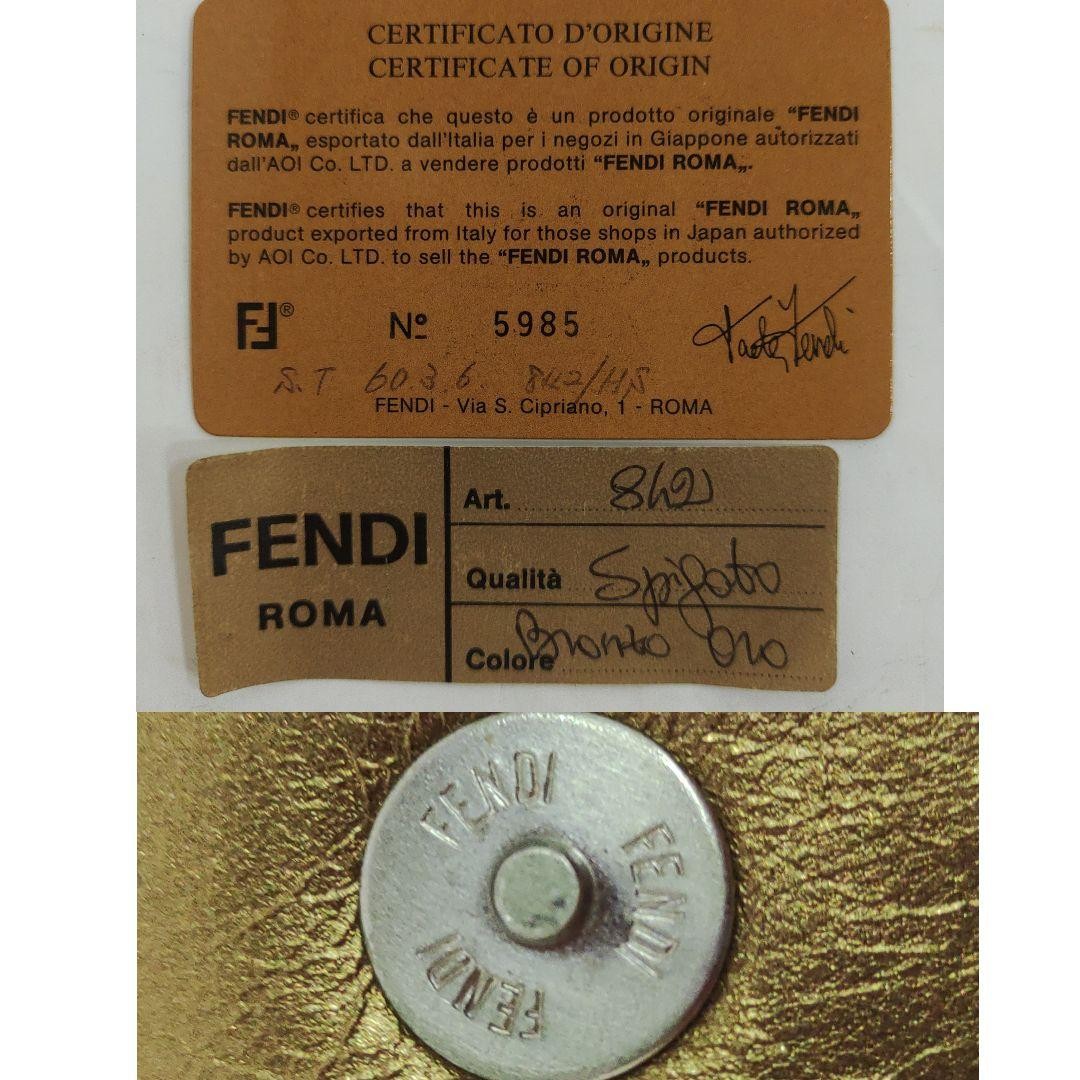 CERTIFICATO D'ORIGINE
CERTIFICATE OF ORIGIN
FENDI® certifica che questo è un prodotto originale "FENDI
ROMA„ esportato dall'Italia per i negozi in Giappone autorizzati
dall'AOI Co. LTD. a vendere prodotti "FENDI ROMA„.
FENDI® certifies that this is an original "FENDI ROMA„
product exported from Italy for those shops in Japan authorized
by AOI Co. LTD. to sell the "FENDI ROMA„ products.
FF® Nº 5985 Fendi
S.T 60.3.6. 842/HS
FENDI - Via S. Cipriano, 1 - ROMA
FENDI
ROMA
Art. 842
Qualità Spigato
Colore Bronzo Oro
FENDI
FENDI
FENDI